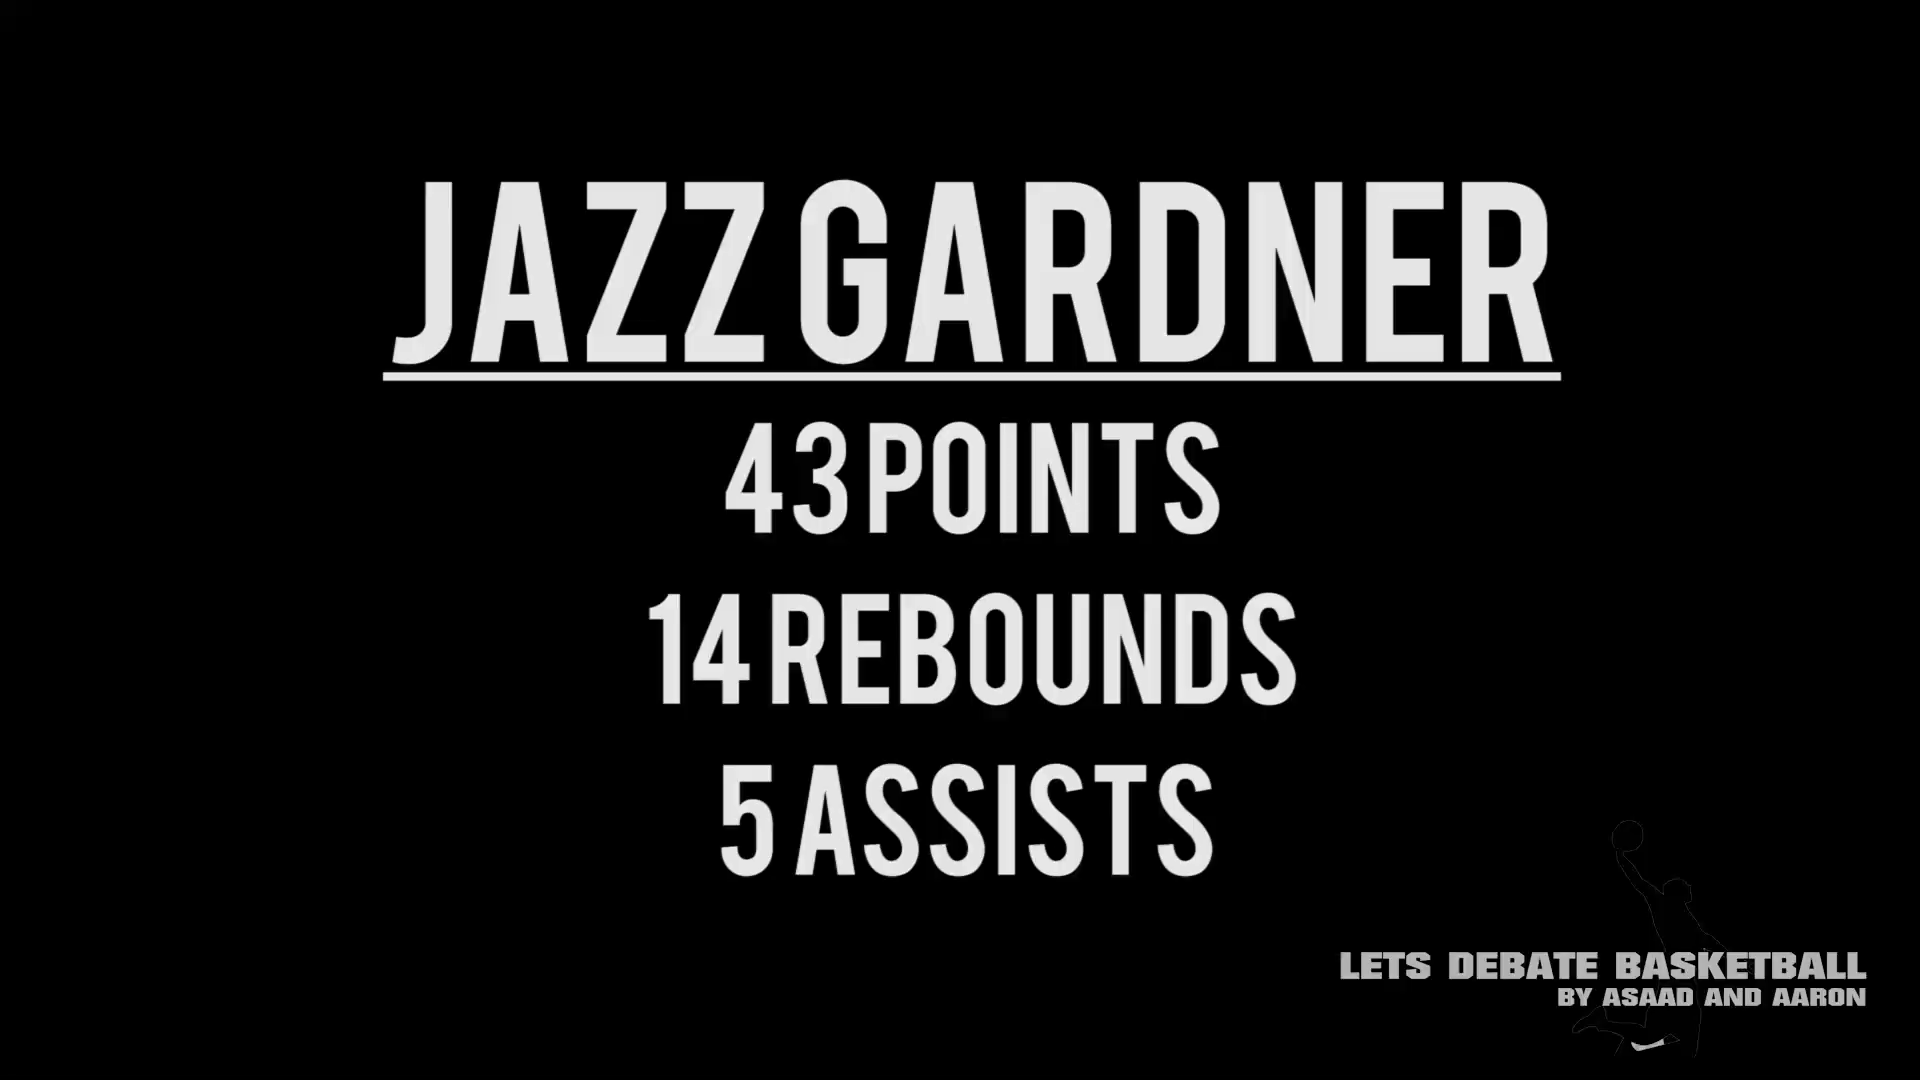 JAZZ GARDNER
43 POINTS
14 REBOUNDS
5 ASSISTS
LETS DEBATE BASKETBALL
BY ASAAD AND AARON